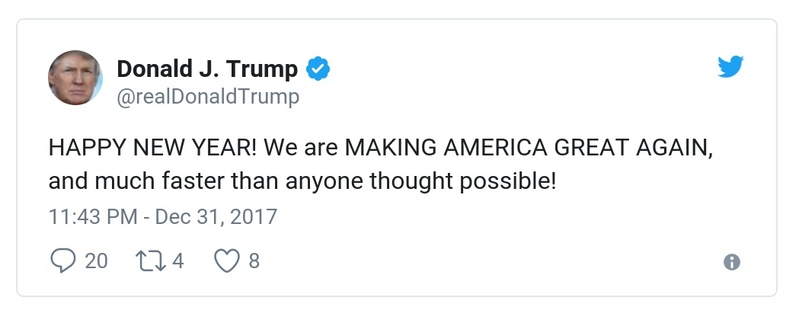 Donald J. Trump
@realDonaldTrump
HAPPY NEW YEAR! We are MAKING AMERICA GREAT AGAIN,
and much faster than anyone thought possible!
11:43 PM - Dec 31, 2017
20 4 8